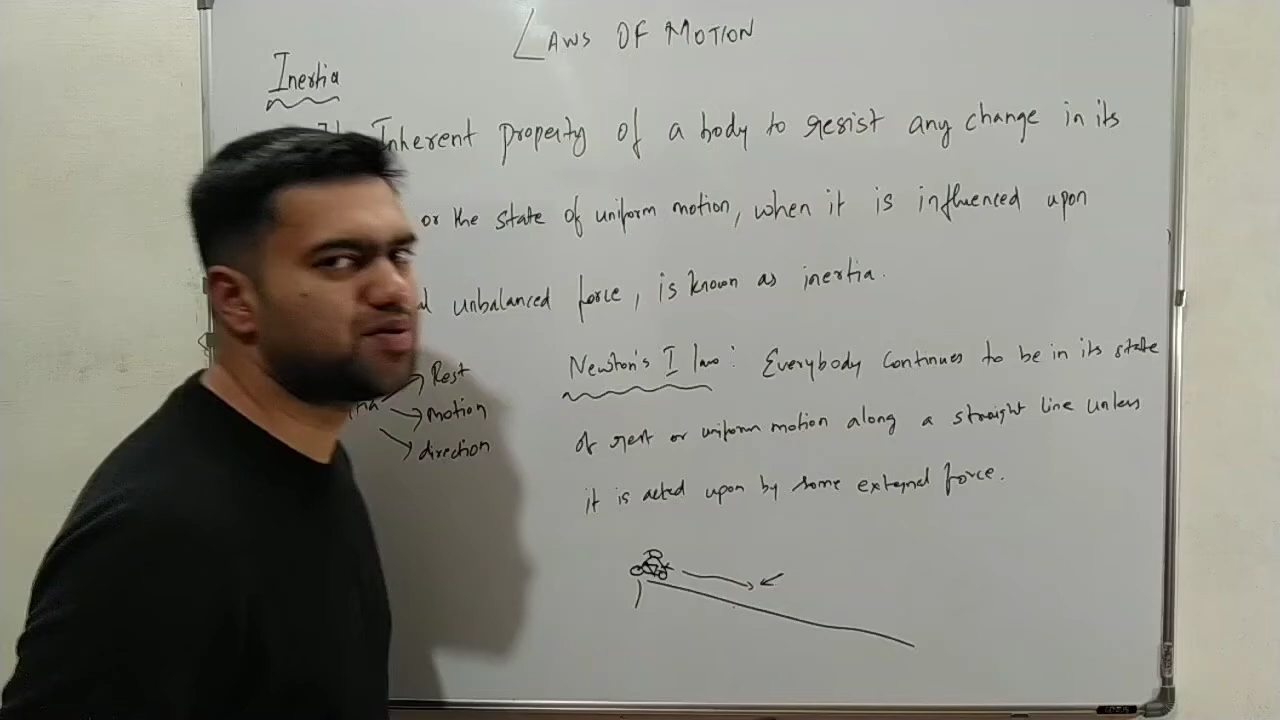 LAWS OF MOTION
Inertia
Inherent property of a body to resist any change in its
or the state of uniform motion, when it is influenced upon
unbalanced force, is known as inertia.
Rest
motion
direction
Newton's I law: Everybody continues to be in its state
of rest or uniform motion along a straight line unless
it is acted upon by some external force.